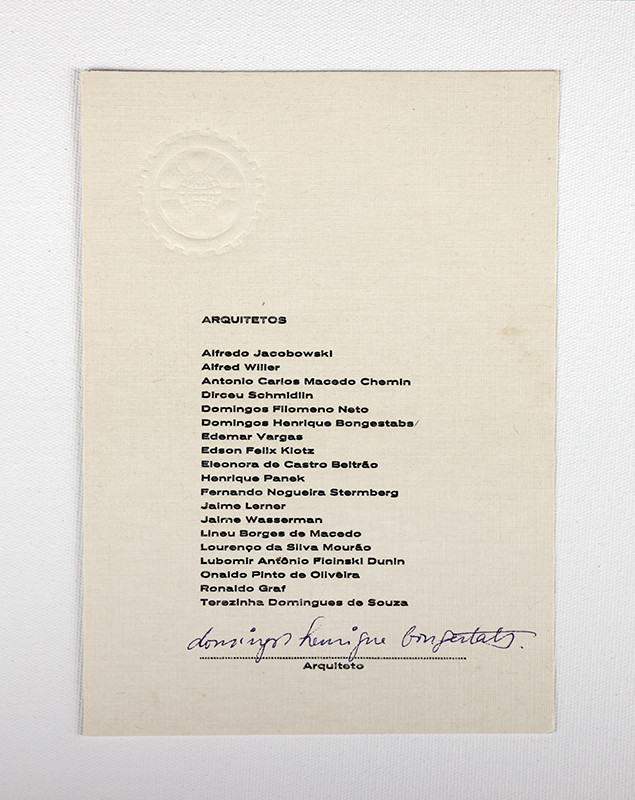 ARQUITETOS
Alfredo Jacobowski
Alfred Willer
Antonio Carlos Macedo Chemin
Dirceu Schmidlin
Domingos Filomeno Neto
Domingos Henrique Bongestabs/
Edemar Vargas
Edson Felix Klotz
Eleonora de Castro Beltrão
Henrique Panek
Fernando Nogueira Stermberg
Jaime Lerner
Jaime Wasserman
Lineu Borges de Macedo
Lourenço da Silva Mourão
Lubomir Antônio Ficinski Dunin
Onaldo Pinto de Oliveira
Ronaldo Graf
Terezinha Domingues de Souza
domingos henrique bongestabs.
Arquiteto